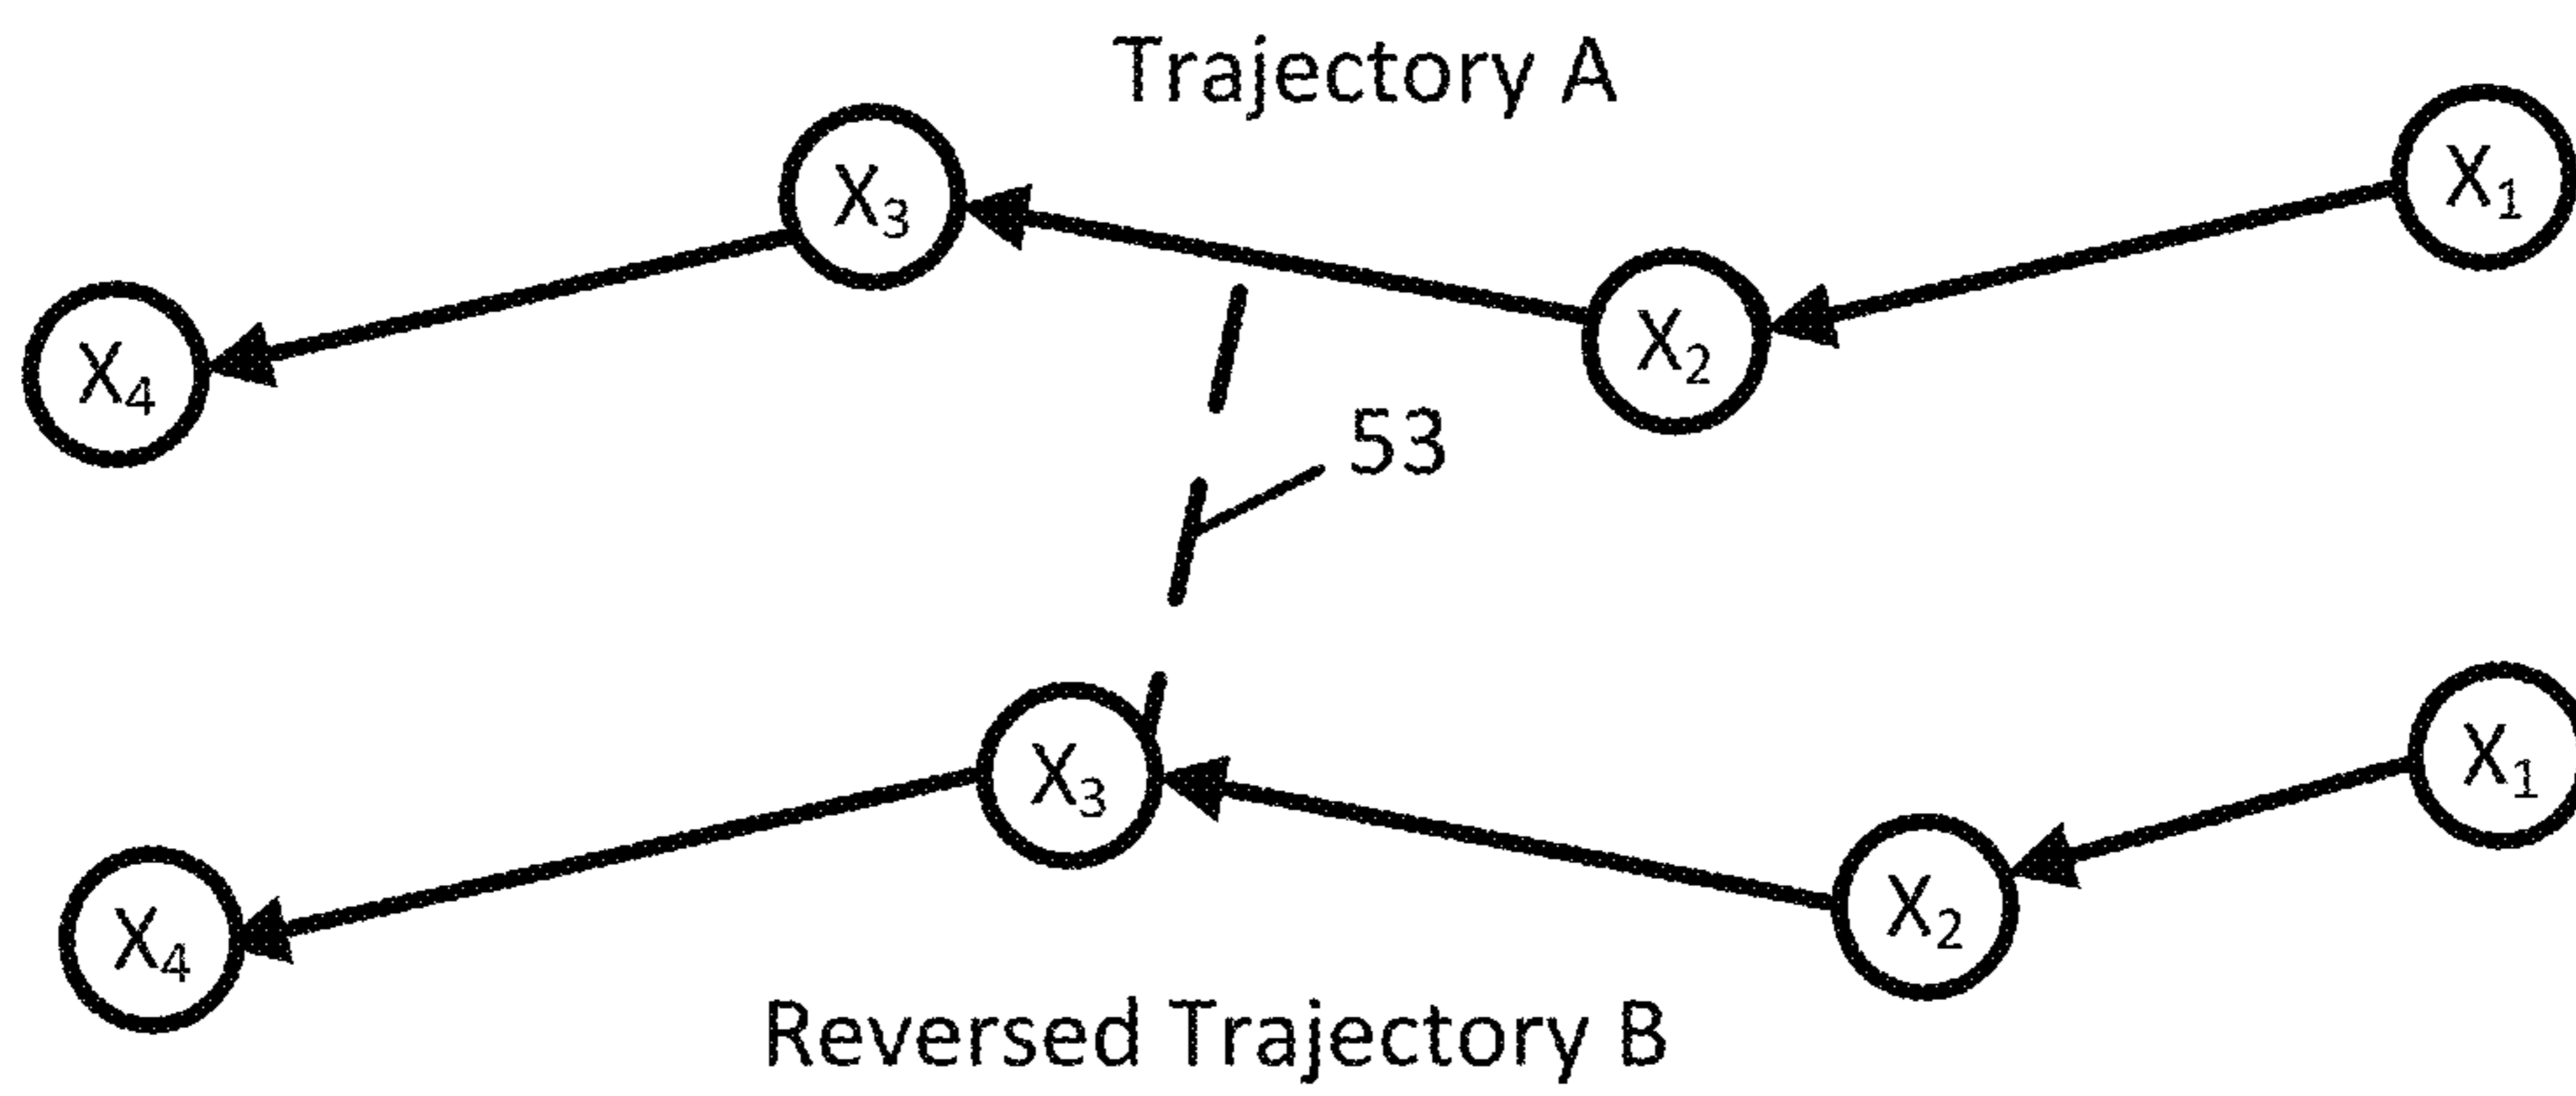 Trajectory A
X₃
X₁
X₄
X₂
53
X₃
X₁
X₄
X₂
Reversed Trajectory B